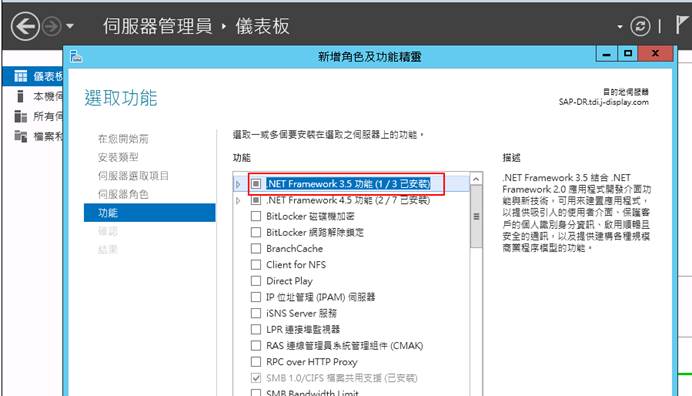 伺服器管理員 ‧ 儀表板
新增角色及功能精靈
儀表板
本機伺
所有伺
檔案和
選取功能
目的地伺服器
SAP-DR.tdi.j-display.com
在您開始前
安裝類型
伺服器選取項目
伺服器角色
功能
確認
結果
選取一或多個要安裝在選取之伺服器上的功能。
功能
.NET Framework 3.5 功能 (1 / 3 已安裝)
.NET Framework 4.5 功能 (2 / 7 已安裝)
BitLocker 磁碟機加密
BitLocker 網路解除鎖定
BranchCache
Client for NFS
Direct Play
IP 位址管理 (IPAM) 伺服器
iSNS Server 服務
LPR 連接埠監視器
RAS 連線管理員系統管理組件 (CMAK)
RPC over HTTP Proxy
SMB 1.0/CIFS 檔案共用支援 (已安裝)
SMB Bandwidth Limit
描述
.NET Framework 3.5 結合 .NET
Framework 2.0 應用程式開發介面功
能與新技術，可用來建置應用程式，
以提供吸引人的使用者介面、保護客
戶的個人識別身分資訊、啟用順暢且
安全的通訊，以及提供建構各種規模
商業程序模型的功能。